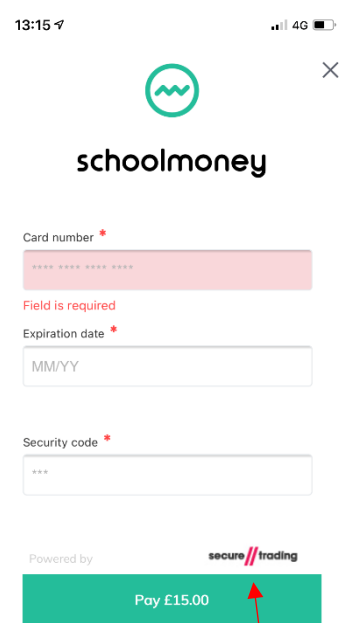 13:15 4G
schoolmoney
Card number *
**** **** **** ****
Field is required
Expiration date *
MM/YY
Security code *
***
Powered by secure//trading
Pay £15.00